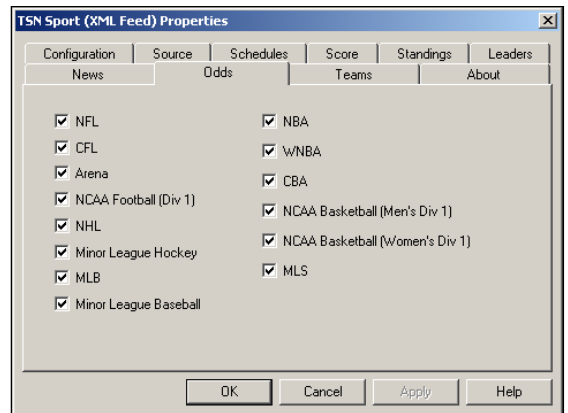 TSN Sport (XML Feed) Properties
Configuration Source Schedules Score Standings Leaders
News Odds Teams About
NFL
CFL
Arena
NCAA Football (Div 1)
NHL
Minor League Hockey
MLB
Minor League Baseball
NBA
WNBA
CBA
NCAA Basketball (Men's Div 1)
NCAA Basketball (Women's Div 1)
MLS
OK Cancel Apply Help